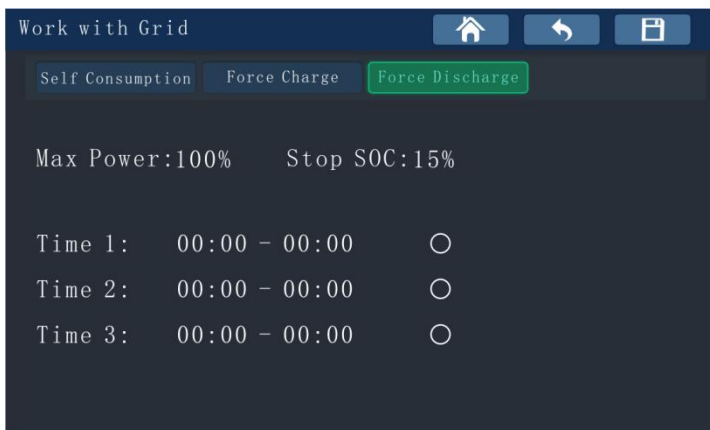 Work with Grid
Self Consumption Force Charge Force Discharge
Max Power:100% Stop SOC:15%
Time 1: 00:00 - 00:00
Time 2: 00:00 - 00:00
Time 3: 00:00 - 00:00